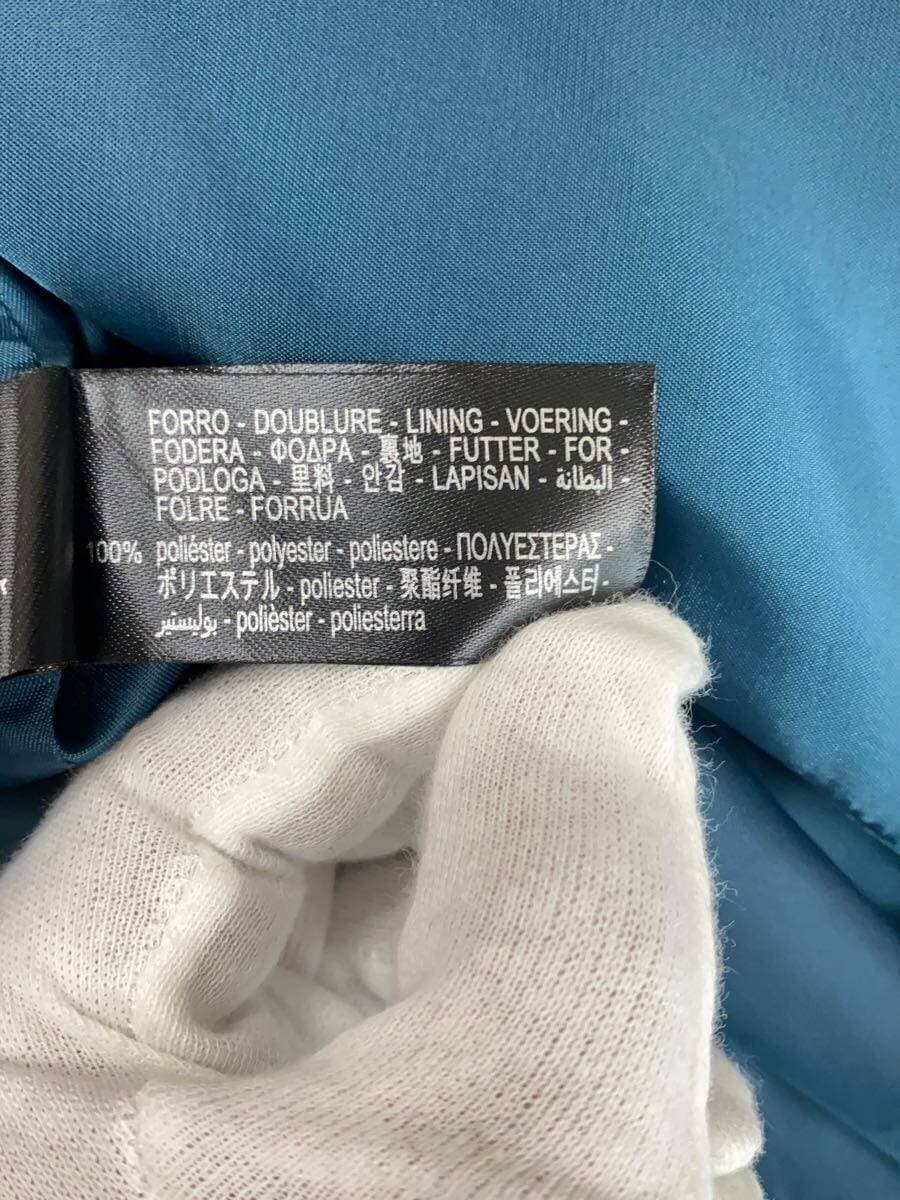 FORRO - DOUBLURE - LINING - VOERING -
FODERA - ΦΟΔΡΑ - 裏地 - FUTTER - FOR
PODLOGA - 里料 - 안감 - LAPISAN - البطانة -
FOLRE - FORRUA
100% poliéster - polyester - poliestere - ΠΟΛΥΕΣΤΕΡΑΣ -
ポリエステル - poliester - 聚酯纤维 - 폴리에스터 -
بوليستير - polièster - poliesterra